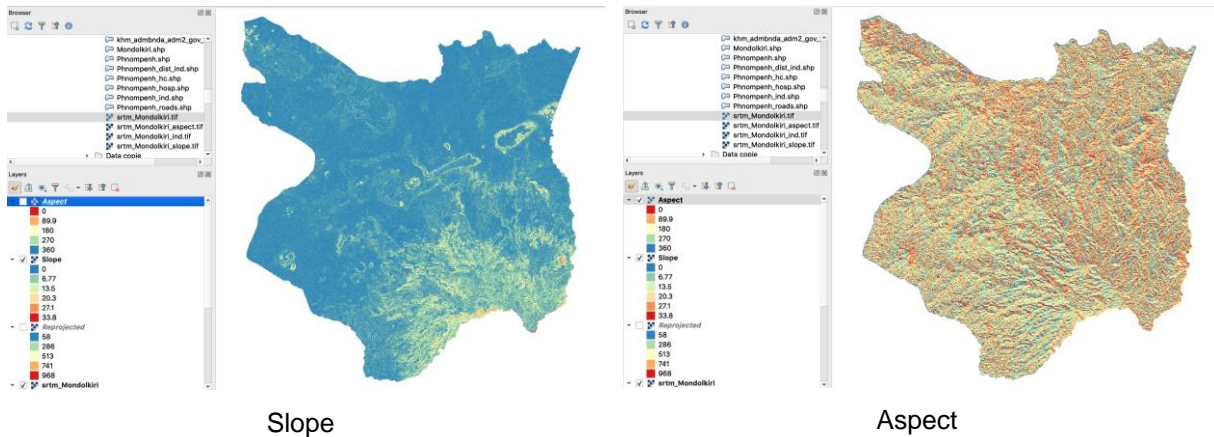 Browser
khm_admbnda_adm2_gov_
Mondolkiri.shp
Phnompenh.shp
Phnompenh_dist_ind.shp
Phnompenh_hc.shp
Phnompenh_hosp.shp
Phnompenh_ind.shp
Phnompenh_roads.shp
srtm_Mondolkiri.tif
srtm_Mondolkiri_aspect.tif
srtm_Mondolkiri_ind.tif
srtm_Mondolkiri_slope.tif
Data copie
Layers
Aspect
0
89.9
180
270
360
Slope
0
6.77
13.5
20.3
27.1
33.8
Reprojected
58
286
513
741
968
srtm_Mondolkiri
Slope
Browser
khm_admbnda_adm2_gov_
Mondolkiri.shp
Phnompenh.shp
Phnompenh_dist_ind.shp
Phnompenh_hc.shp
Phnompenh_hosp.shp
Phnompenh_ind.shp
Phnompenh_roads.shp
srtm_Mondolkiri.tif
srtm_Mondolkiri_aspect.tif
srtm_Mondolkiri_ind.tif
srtm_Mondolkiri_slope.tif
Data copie
Layers
Aspect
0
89.9
180
270
360
Slope
0
6.77
13.5
20.3
27.1
33.8
Reprojected
58
286
513
741
968
srtm_Mondolkiri
Aspect